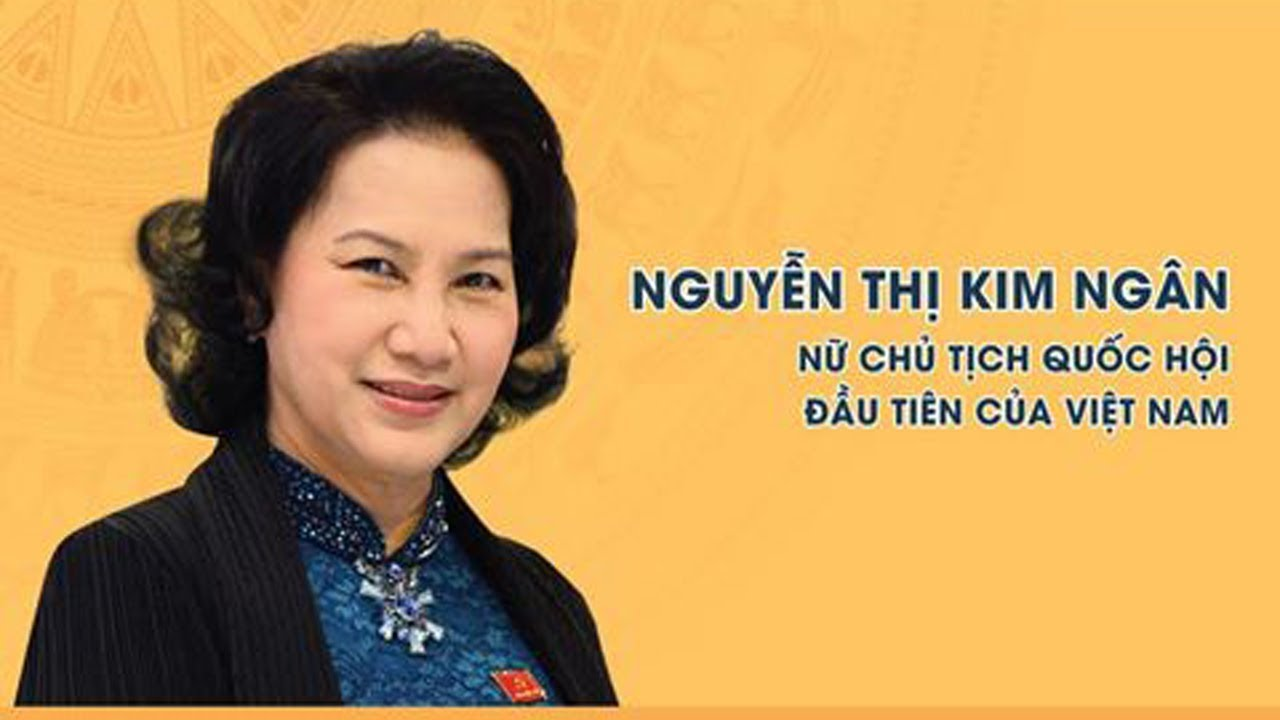 NGUYỄN THỊ KIM NGÂN
NỮ CHỦ TỊCH QUỐC HỘI
ĐẦU TIÊN CỦA VIỆT NAM